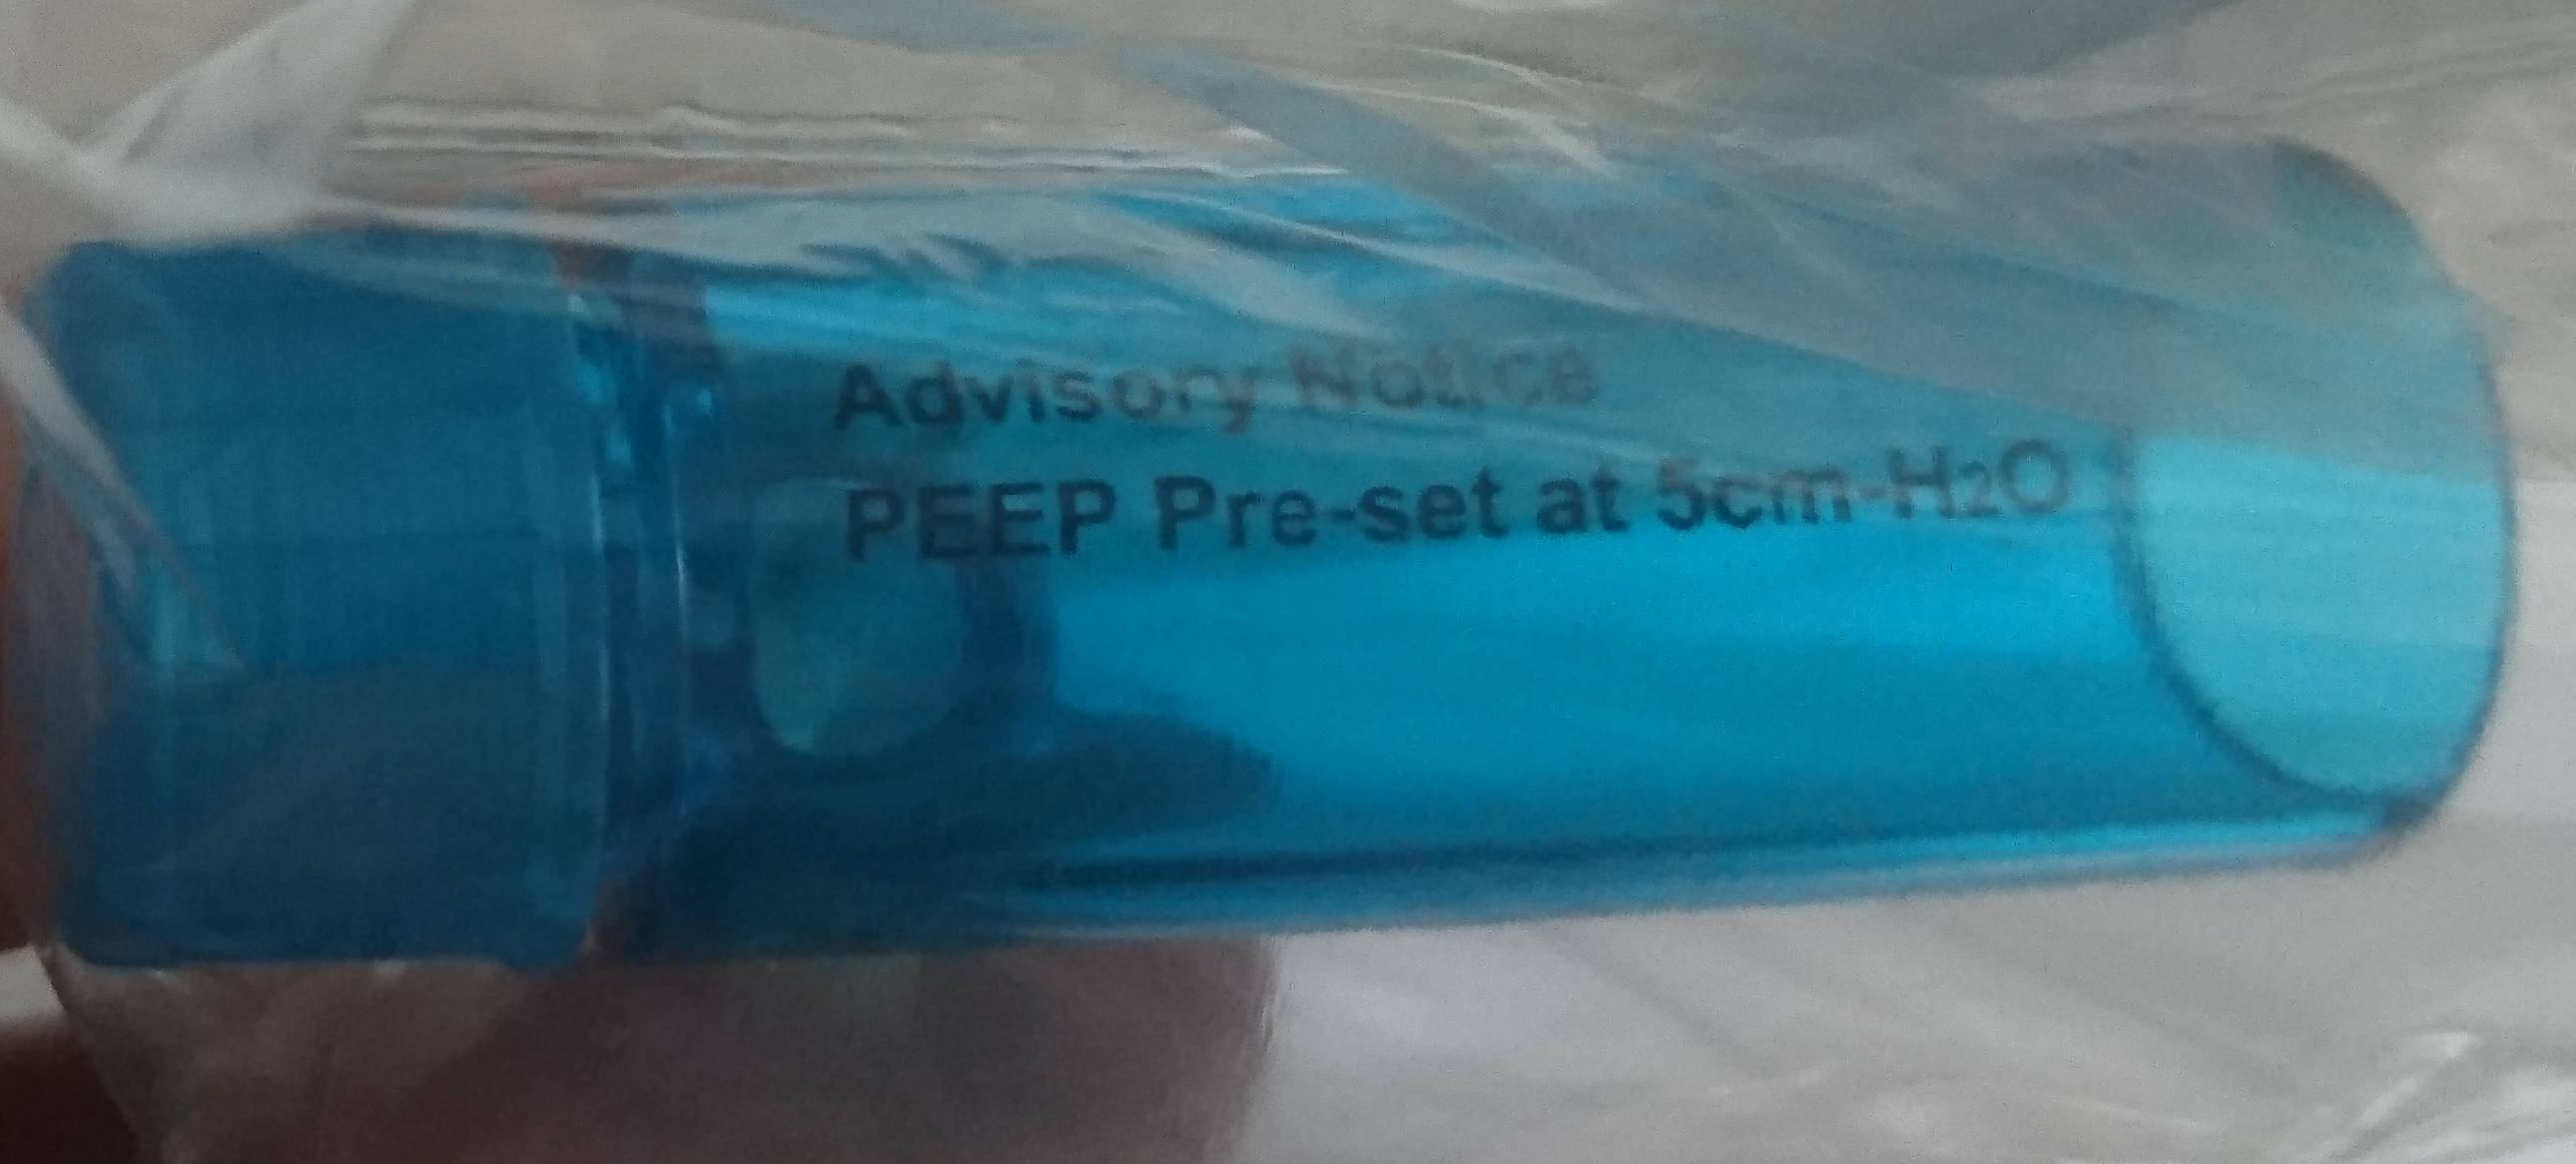 Advisory Notice
PEEP Pre-set at 5cm-H2O